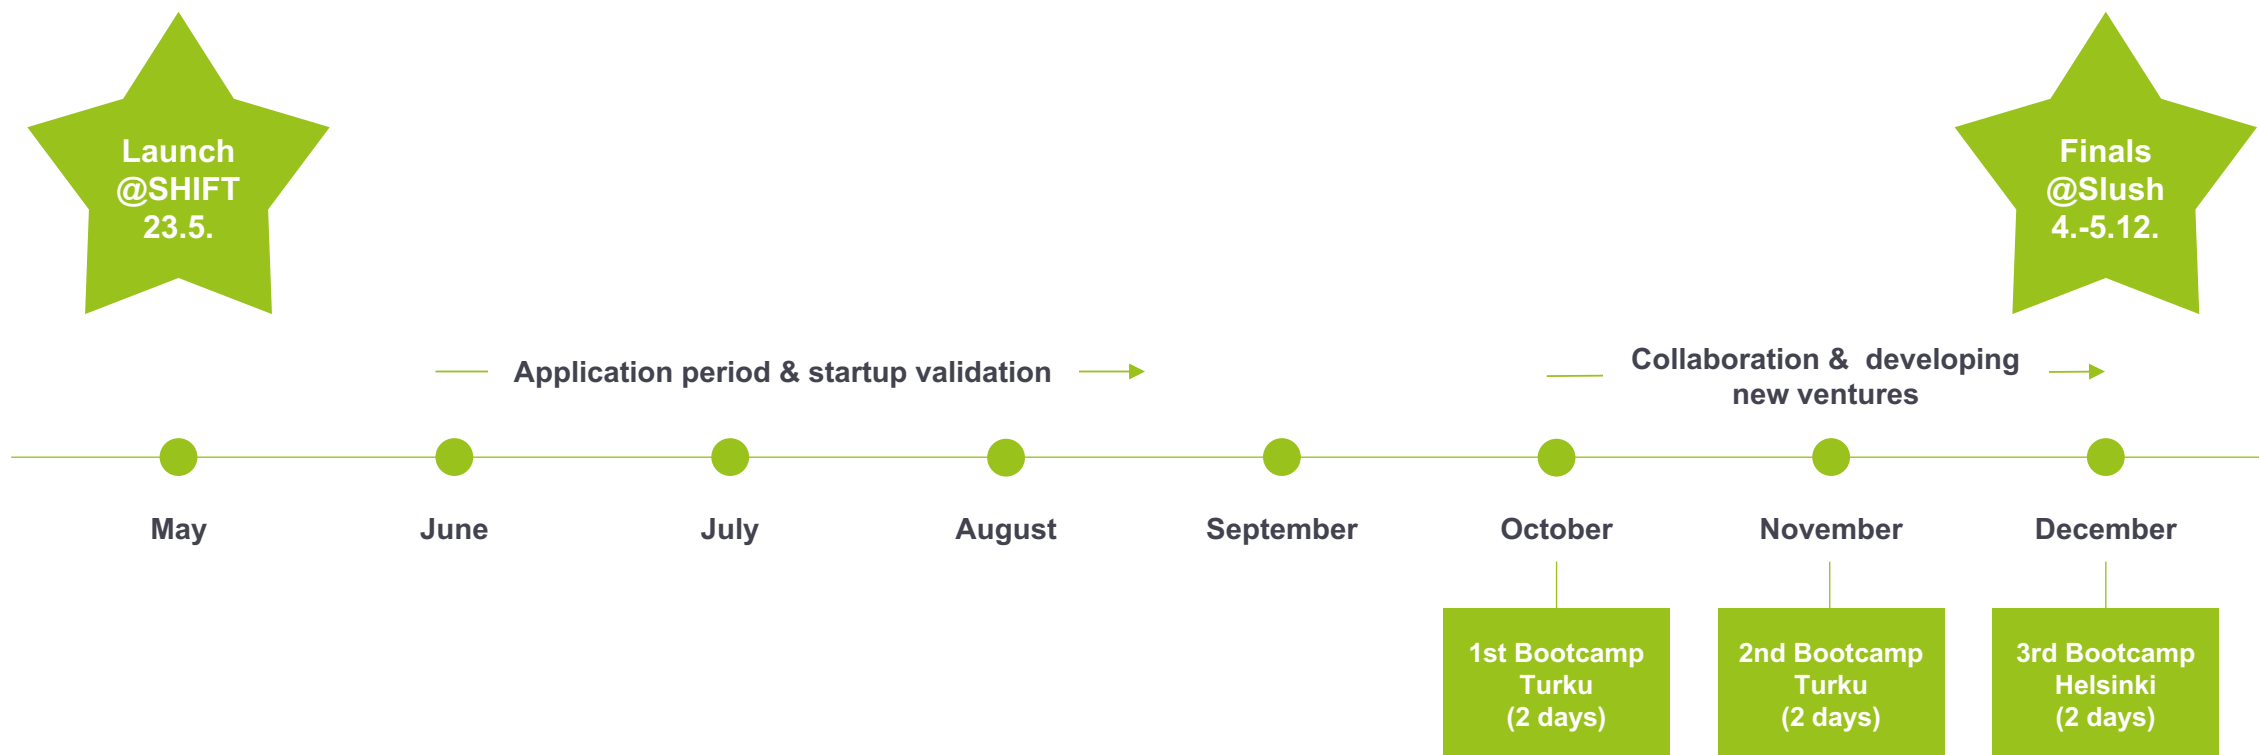 Launch
@SHIFT
23.5.
Finals
@Slush
4.-5.12.
Application period & startup validation
Collaboration &  developing
new ventures
May
June
July
August
September
October
November
December
1st Bootcamp
Turku
(2 days)
2nd Bootcamp
Turku
(2 days)
3rd Bootcamp
Helsinki
(2 days)